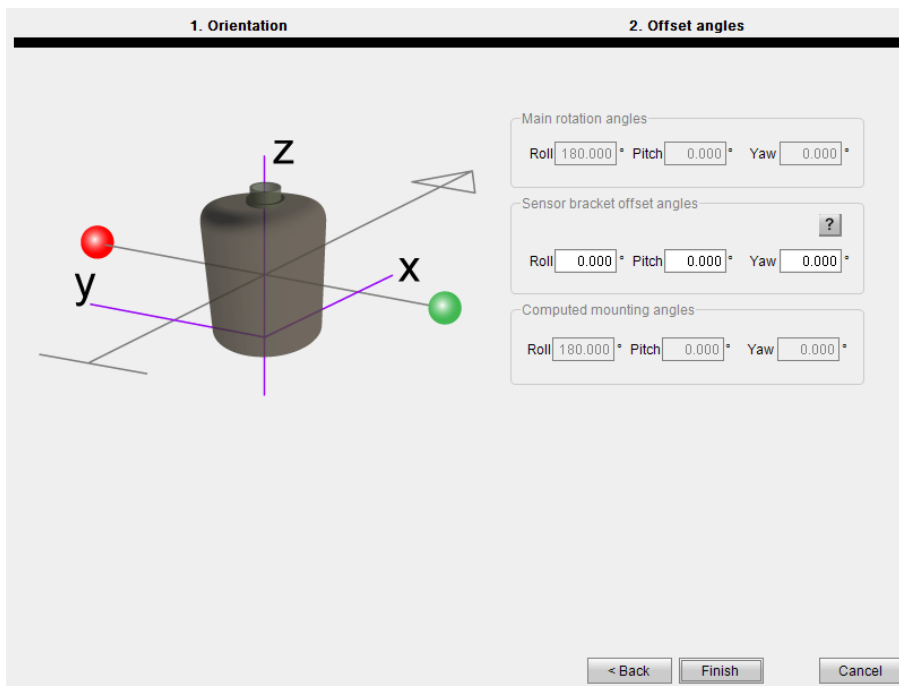 1. Orientation
2. Offset angles
z
y
x
Main rotation angles
Roll 180.000 ° Pitch 0.000 ° Yaw 0.000 °
Sensor bracket offset angles
?
Roll 0.000 ° Pitch 0.000 ° Yaw 0.000 °
Computed mounting angles
Roll 180.000 ° Pitch 0.000 ° Yaw 0.000 °
< Back Finish Cancel